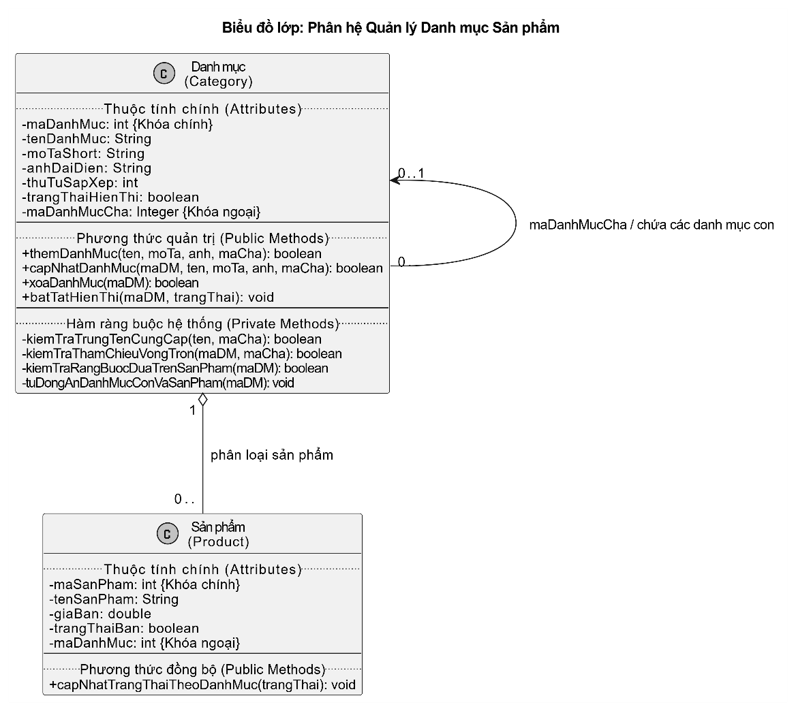 Biểu đồ lớp: Phân hệ Quản lý Danh mục Sản phẩm
C
Danh mục
(Category)
Thuộc tính chính (Attributes)
-maDanhMuc: int {Khóa chính}
-tenDanhMuc: String
-moTaShort: String
-anhDaiDien: String
-thuTuSapXep: int
-trangThaiHienThi: boolean
-maDanhMucCha: Integer {Khóa ngoại}
Phương thức quản trị (Public Methods)
+themDanhMuc(ten, moTa, anh, maCha): boolean
+capNhatDanhMuc(maDM, ten, moTa, anh, maCha): boolean
+xoaDanhMuc(maDM): boolean
+batTatHienThi(maDM, trangThai): void
Hàm ràng buộc hệ thống (Private Methods)
-kiemTraTrungTenCungCap(ten, maCha): boolean
-kiemTraThamChieuVongTron(maDM, maCha): boolean
-kiemTraRangBuocDuaTrenSanPham(maDM): boolean
-tuDongAnDanhMucConVaSanPham(maDM): void
0..1
maDanhMucCha / chứa các danh mục con
0
1
phân loại sản phẩm
0..
C
Sản phẩm
(Product)
Thuộc tính chính (Attributes)
-maSanPham: int {Khóa chính}
-tenSanPham: String
-giaBan: double
-trangThaiBan: boolean
-maDanhMuc: int {Khóa ngoại}
Phương thức đồng bộ (Public Methods)
+capNhatTrangThaiTheoDanhMuc(trangThai): void